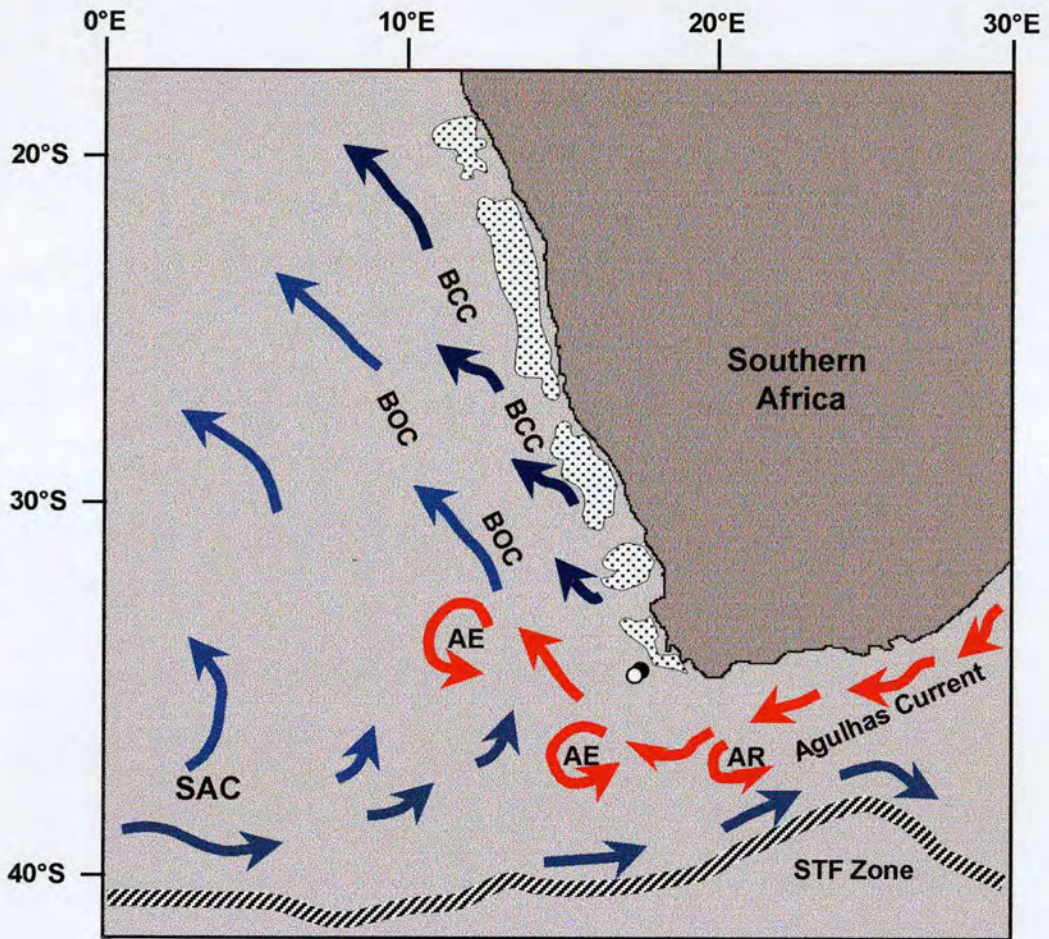 0°E
10°E
20°E
30°E
20°S
BCC
Southern
Africa
BOC
BCC
30°S
BOC
AE
Agulhas Current
AE
AR
SAC
STF Zone
40°S